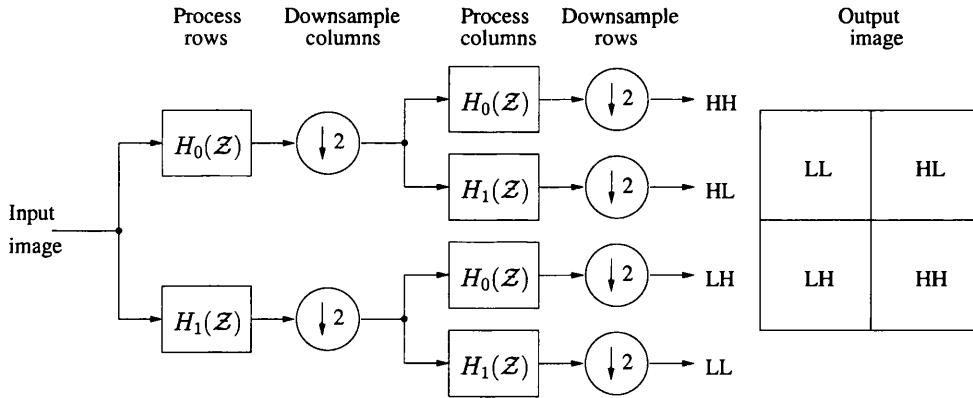 Process rows
Downsample columns
Process columns
Downsample rows
Output image
H₀(𝒵)
↓2
H₀(𝒵)
↓2
HH
H₁(𝒵)
↓2
HL
Input image
H₁(𝒵)
↓2
H₀(𝒵)
↓2
LH
H₁(𝒵)
↓2
LL
LL
HL
LH
HH